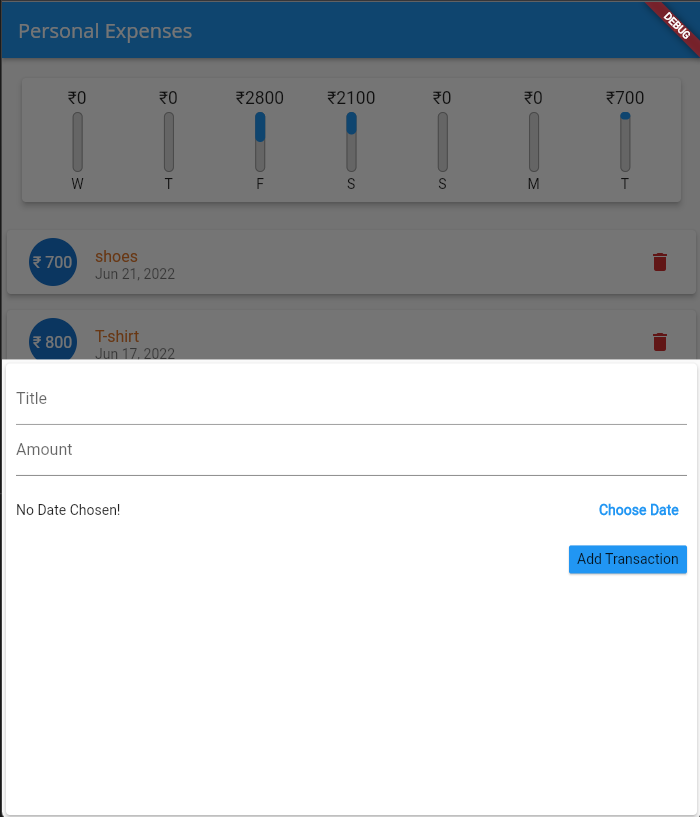 Personal Expenses
DEBUG
₹0 ₹0 ₹2800 ₹2100 ₹0 ₹0 ₹700
W T F S S M T
₹ 700
shoes
Jun 21, 2022
₹ 800
T-shirt
Jun 17, 2022
Title
Amount
No Date Chosen! Choose Date
Add Transaction